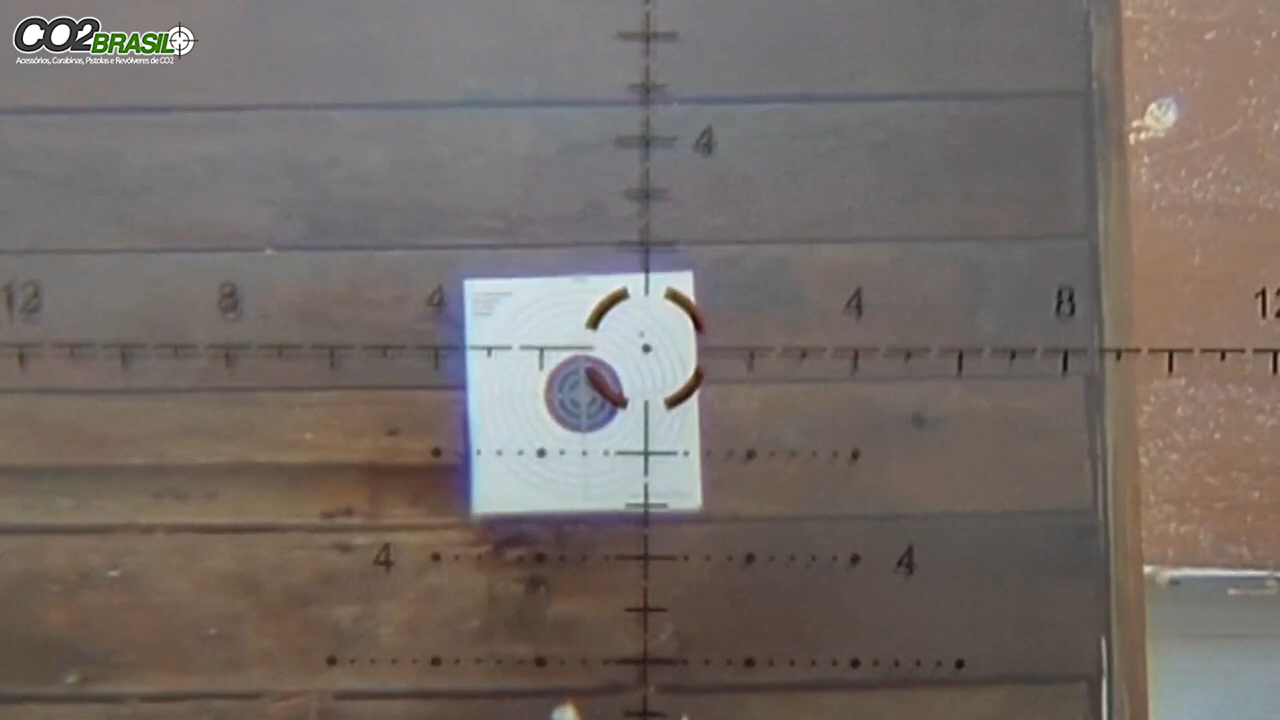 CO2BRASIL
Acessórios, Carabinas, Pistolas e Revólveres de CO2
4
12 8 4 4 8 12
4 4